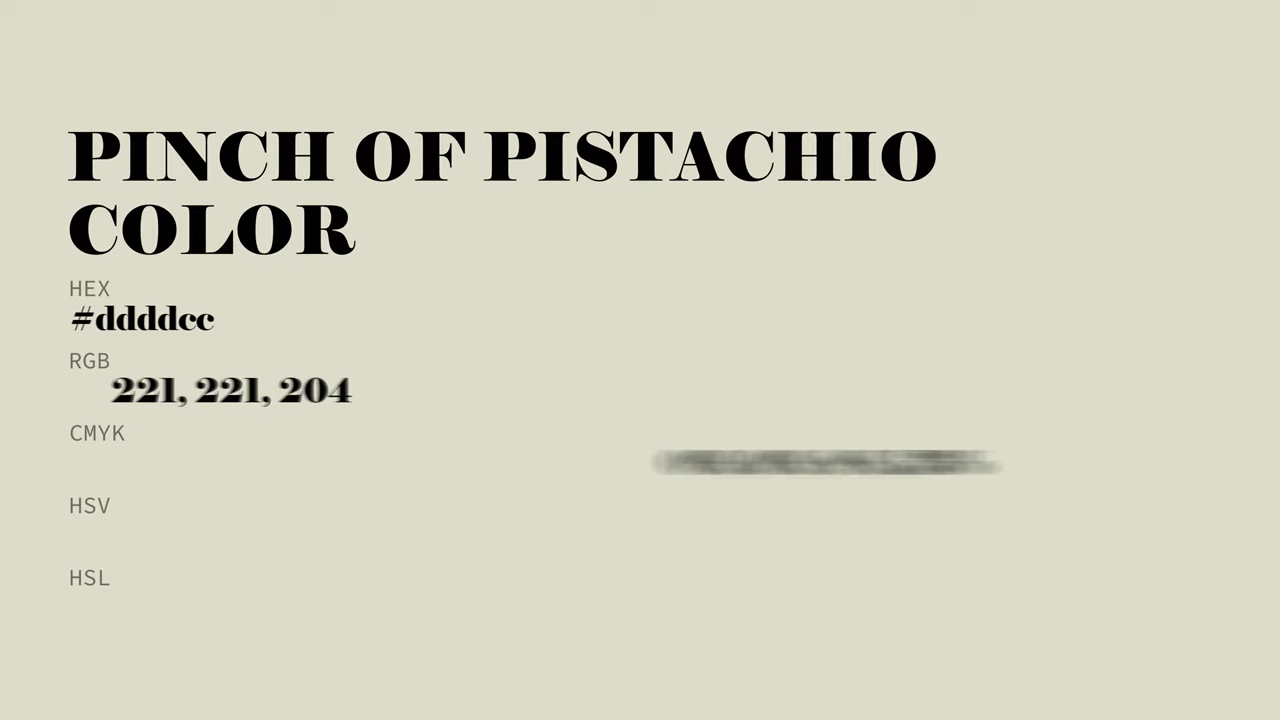 PINCH OF PISTACHIO
COLOR
HEX
#ddddcc
RGB
221, 221, 204
CMYK
HSV
HSL